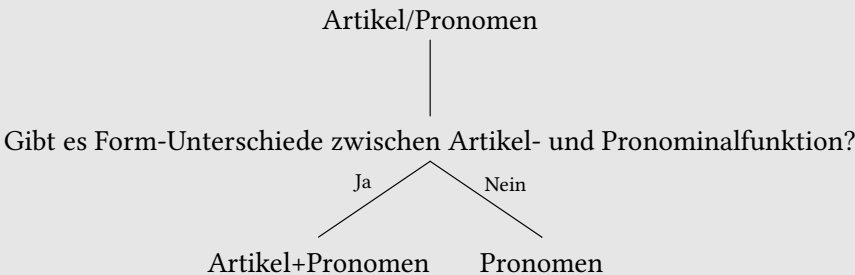 Artikel/Pronomen
Gibt es Form-Unterschiede zwischen Artikel- und Pronominalfunktion?
Ja Nein
Artikel+Pronomen Pronomen